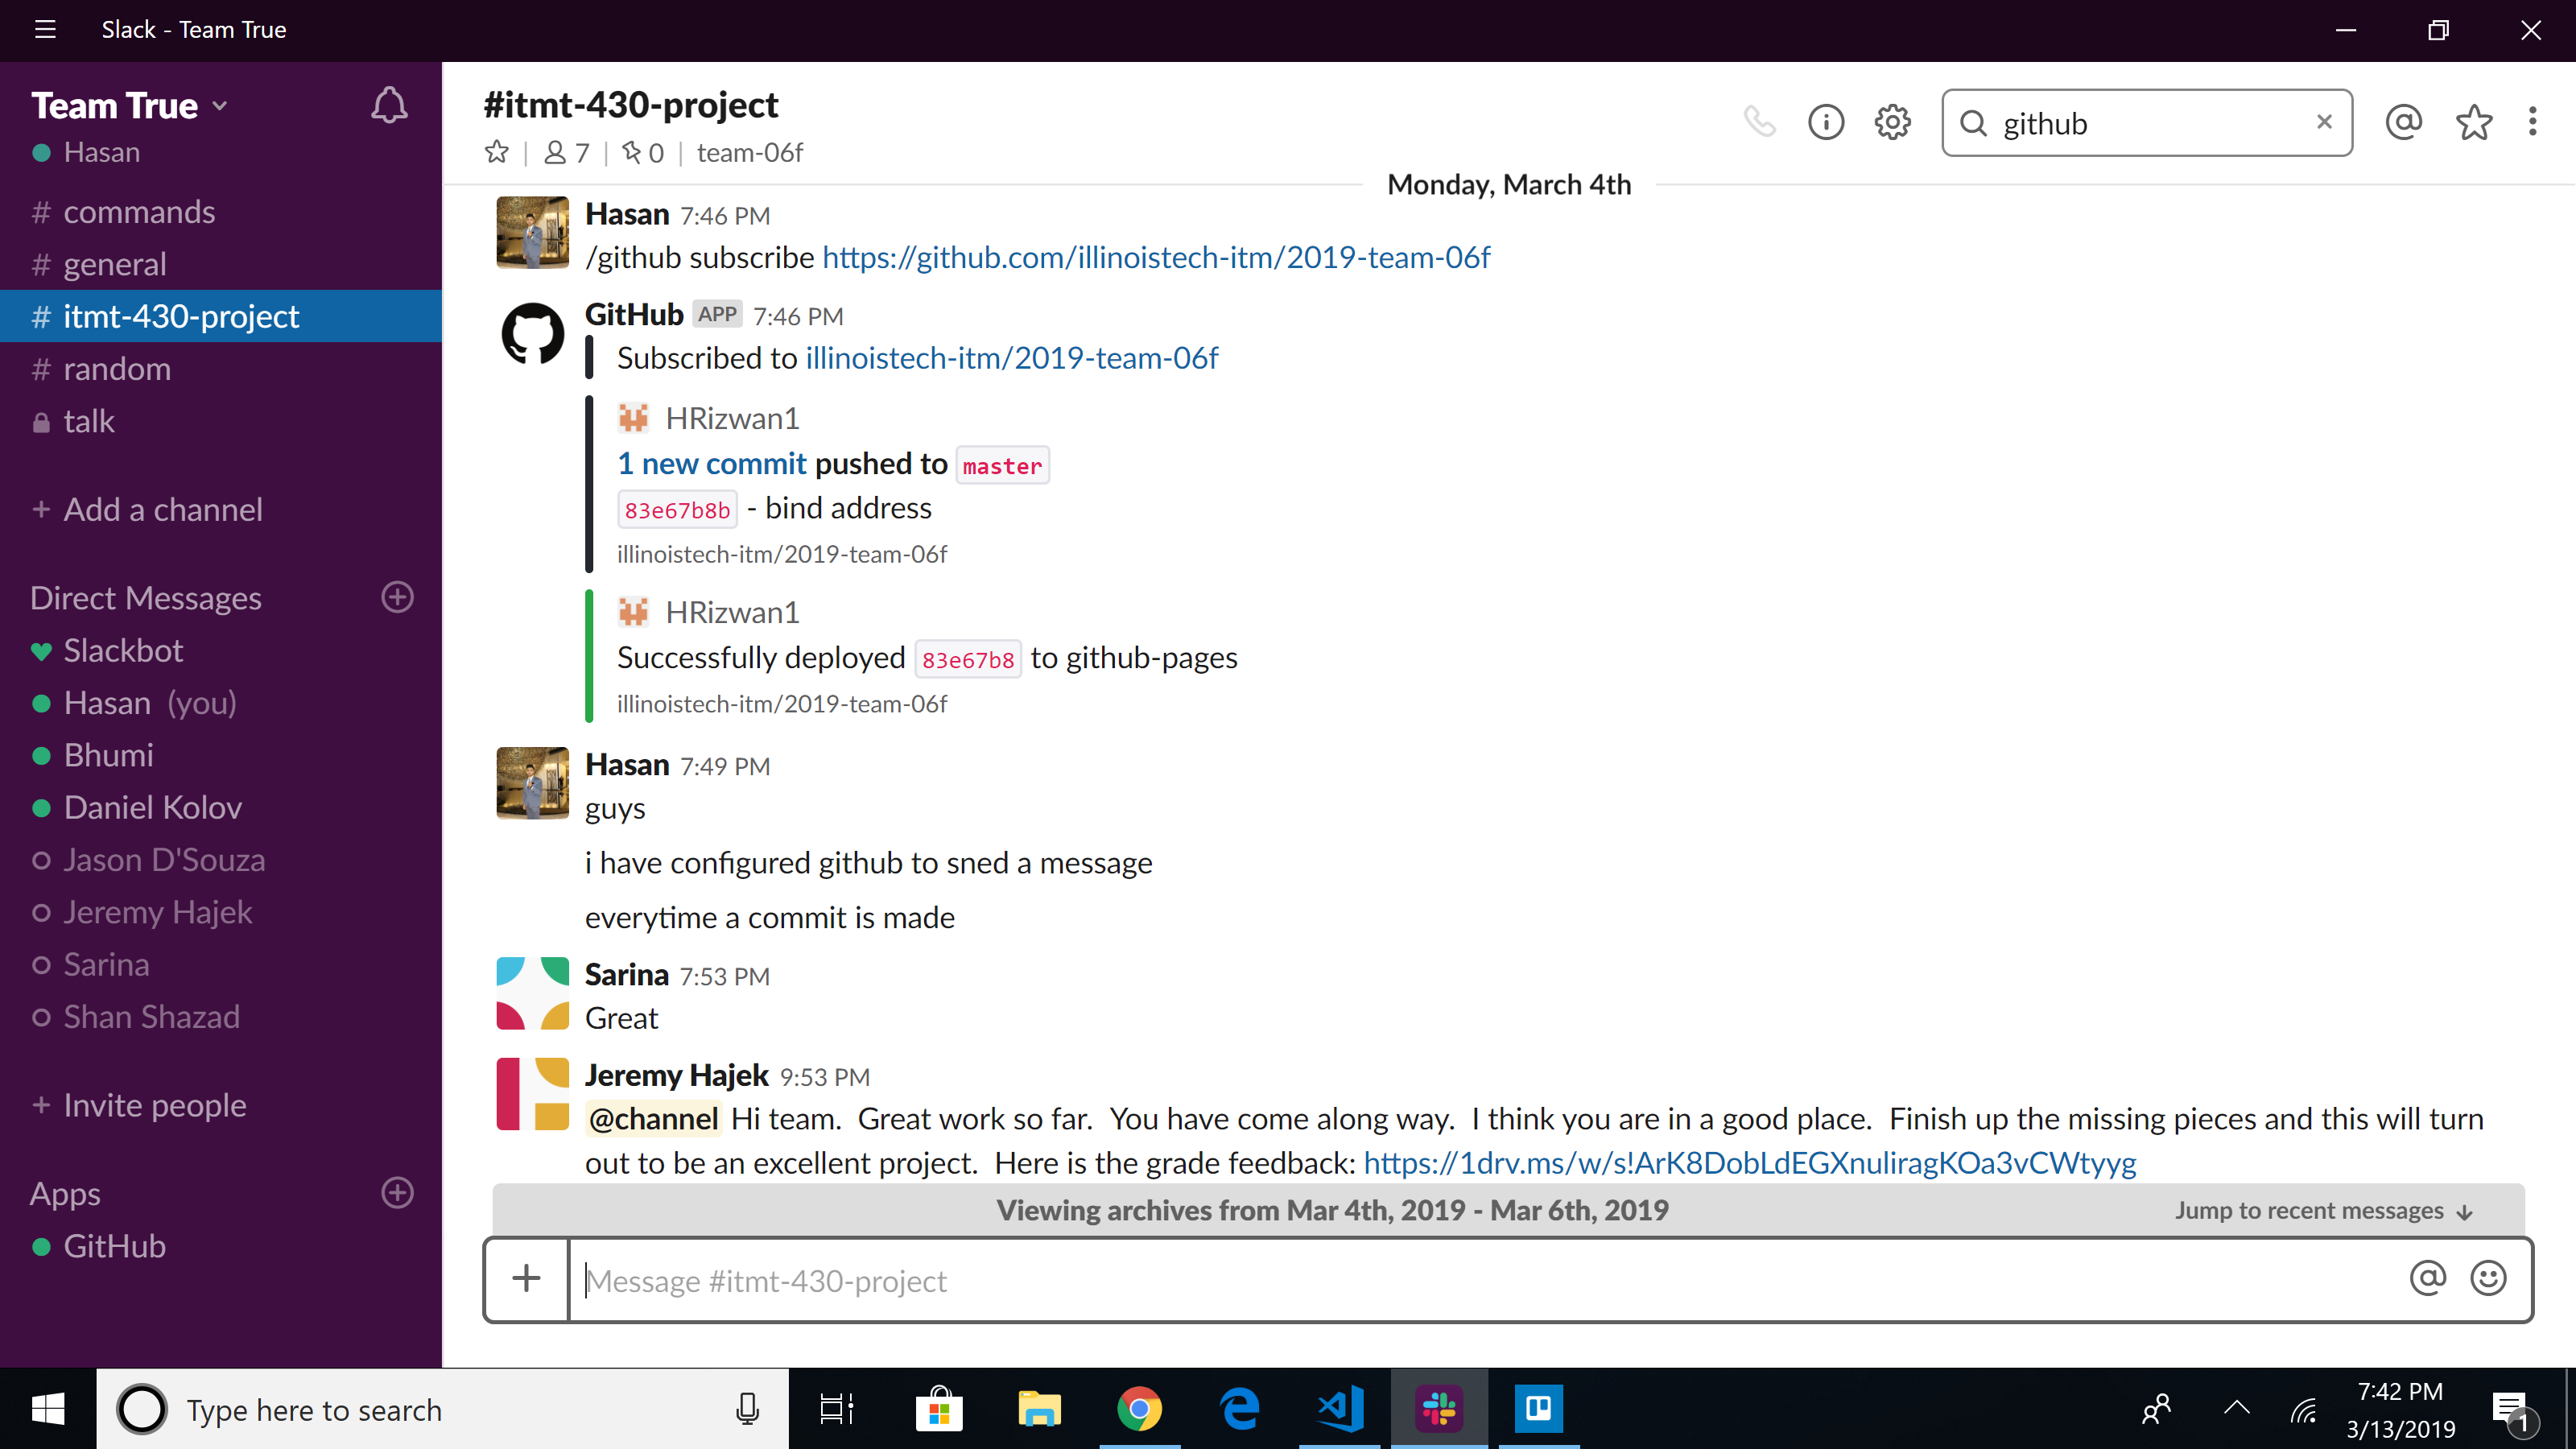 Slack - Team True
Team True
Hasan
# commands
# general
# itmt-430-project
# random
talk
+ Add a channel
Direct Messages
Slackbot
Hasan (you)
Bhumi
Daniel Kolov
Jason D'Souza
Jeremy Hajek
Sarina
Shan Shazad
+ Invite people
Apps
GitHub
#itmt-430-project
7 | 0 | team-06f
github
Monday, March 4th
Hasan 7:46 PM
/github subscribe https://github.com/illinoistech-itm/2019-team-06f
GitHub APP 7:46 PM
Subscribed to illinoistech-itm/2019-team-06f
HRizwan1
1 new commit pushed to master
83e67b8b - bind address
illinoistech-itm/2019-team-06f
HRizwan1
Successfully deployed 83e67b8 to github-pages
illinoistech-itm/2019-team-06f
Hasan 7:49 PM
guys
i have configured github to sned a message
everytime a commit is made
Sarina 7:53 PM
Great
Jeremy Hajek 9:53 PM
@channel Hi team. Great work so far. You have come along way. I think you are in a good place. Finish up the missing pieces and this will turn
out to be an excellent project. Here is the grade feedback: https://1drv.ms/w/s!ArK8DobLdEGXnuliragKOa3vCWtyyg
Viewing archives from Mar 4th, 2019 - Mar 6th, 2019
Jump to recent messages ↓
Message #itmt-430-project
Type here to search
7:42 PM
3/13/2019
1